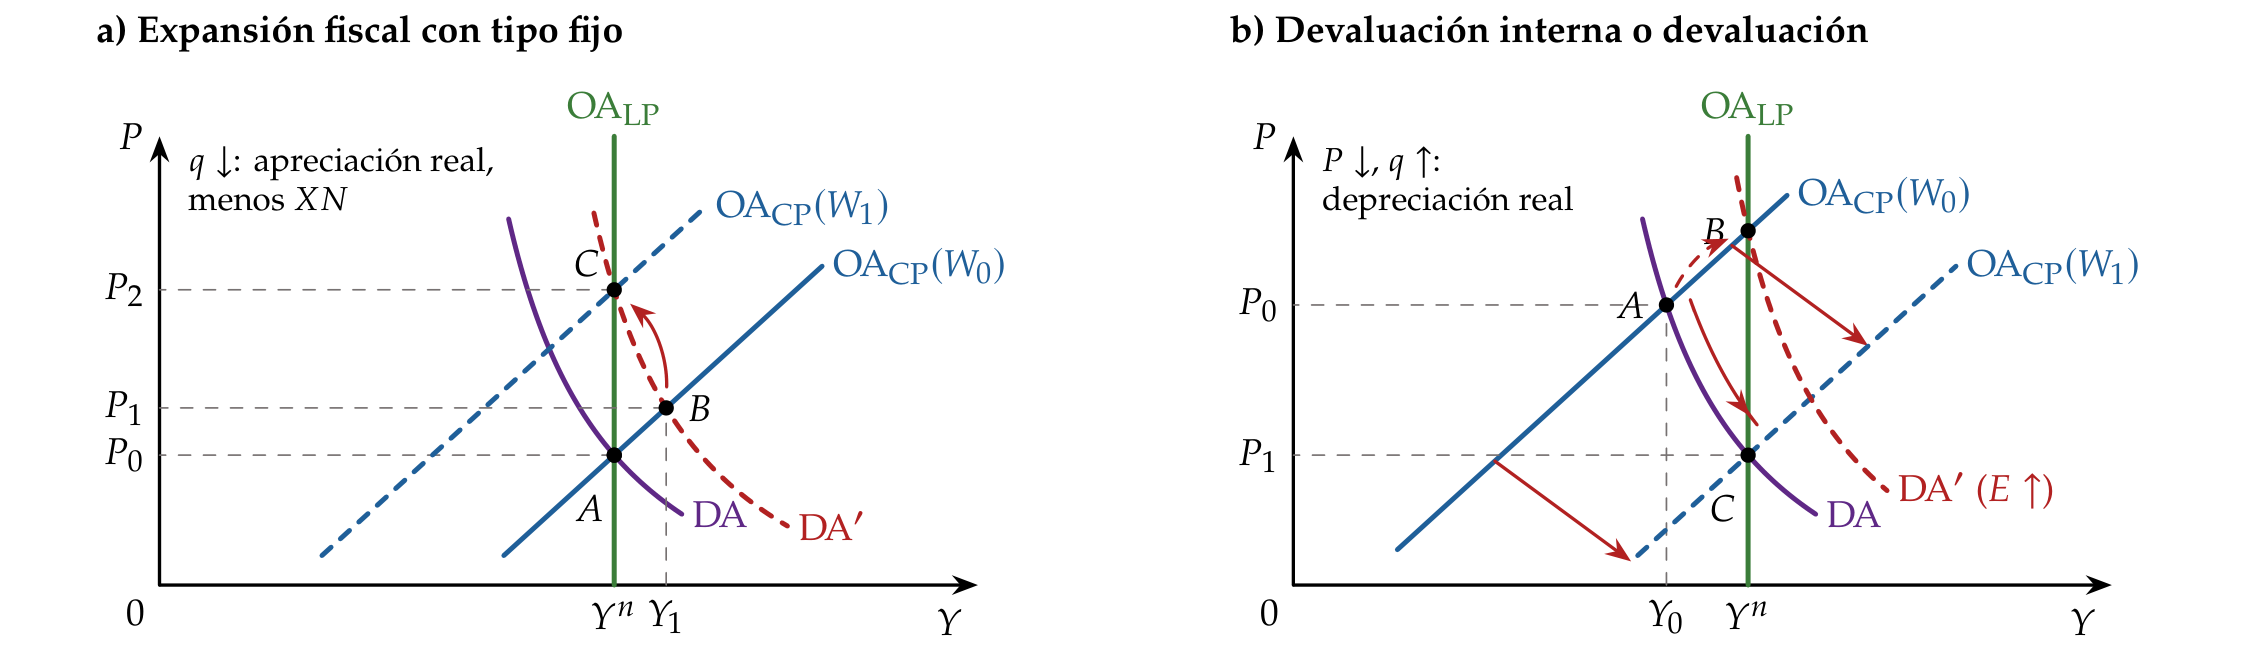 a) Expansión fiscal con tipo fijo
OA_LP
P
q ↓: apreciación real,
menos XN
OA_CP(W_1)
C
OA_CP(W_0)
P_2
P_1
B
P_0
A
DA
DA′
0
Y^n
Y_1
Y
b) Devaluación interna o devaluación
OA_LP
P
P ↓, q ↑:
depreciación real
OA_CP(W_0)
B
OA_CP(W_1)
P_0
A
P_1
DA′ (E ↑)
C
DA
0
Y_0
Y^n
Y